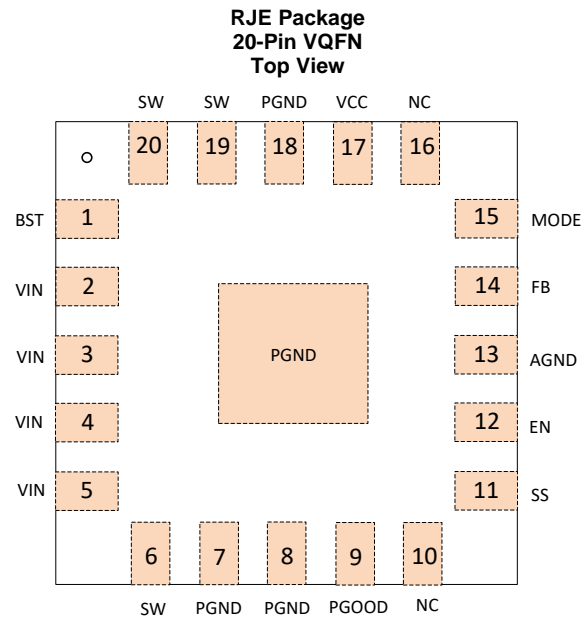 RJE Package
20-Pin VQFN
Top View
SW SW PGND VCC NC
20 19 18 17 16
BST 1 15 MODE
VIN 2 14 FB
VIN 3 PGND 13 AGND
VIN 4 12 EN
VIN 5 11 SS
6 7 8 9 10
SW PGND PGND PGOOD NC